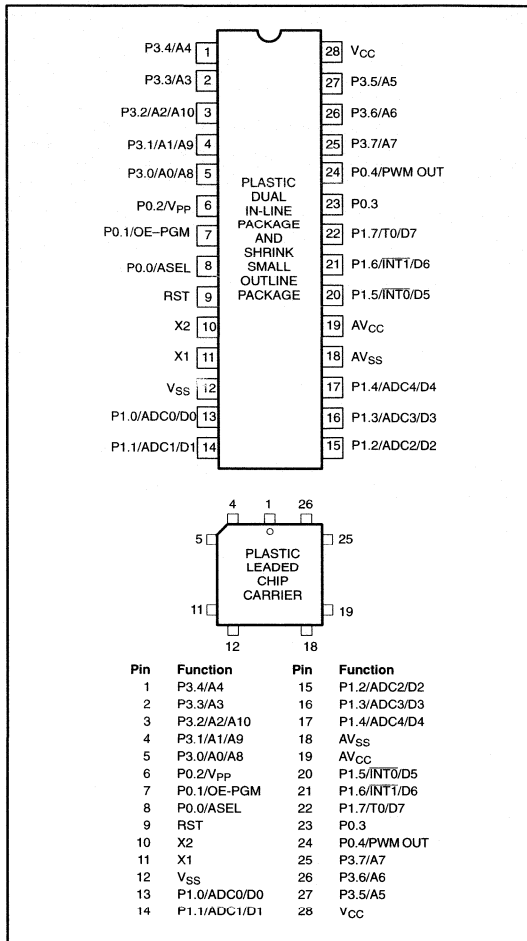 P3.4/A4 1 28 VCC
P3.3/A3 2 27 P3.5/A5
P3.2/A2/A10 3 26 P3.6/A6
P3.1/A1/A9 4 25 P3.7/A7
P3.0/A0/A8 5 24 P0.4/PWM OUT
P0.2/VPP 6 23 P0.3
P0.1/OE–PGM 7 22 P1.7/T0/D7
P0.0/ASEL 8 21 P1.6/INT1/D6
RST 9 20 P1.5/INT0/D5
X2 10 19 AVCC
X1 11 18 AVSS
VSS 12 17 P1.4/ADC4/D4
P1.0/ADC0/D0 13 16 P1.3/ADC3/D3
P1.1/ADC1/D1 14 15 P1.2/ADC2/D2
PLASTIC
DUAL
IN-LINE
PACKAGE
AND
SHRINK
SMALL
OUTLINE
PACKAGE
4 1 26
5 25
PLASTIC
LEADED
CHIP
CARRIER
11 19
12 18
Pin Function Pin Function
1 P3.4/A4 15 P1.2/ADC2/D2
2 P3.3/A3 16 P1.3/ADC3/D3
3 P3.2/A2/A10 17 P1.4/ADC4/D4
4 P3.1/A1/A9 18 AVSS
5 P3.0/A0/A8 19 AVCC
6 P0.2/VPP 20 P1.5/INT0/D5
7 P0.1/OE-PGM 21 P1.6/INT1/D6
8 P0.0/ASEL 22 P1.7/T0/D7
9 RST 23 P0.3
10 X2 24 P0.4/PWM OUT
11 X1 25 P3.7/A7
12 VSS 26 P3.6/A6
13 P1.0/ADC0/D0 27 P3.5/A5
14 P1.1/ADC1/D1 28 VCC